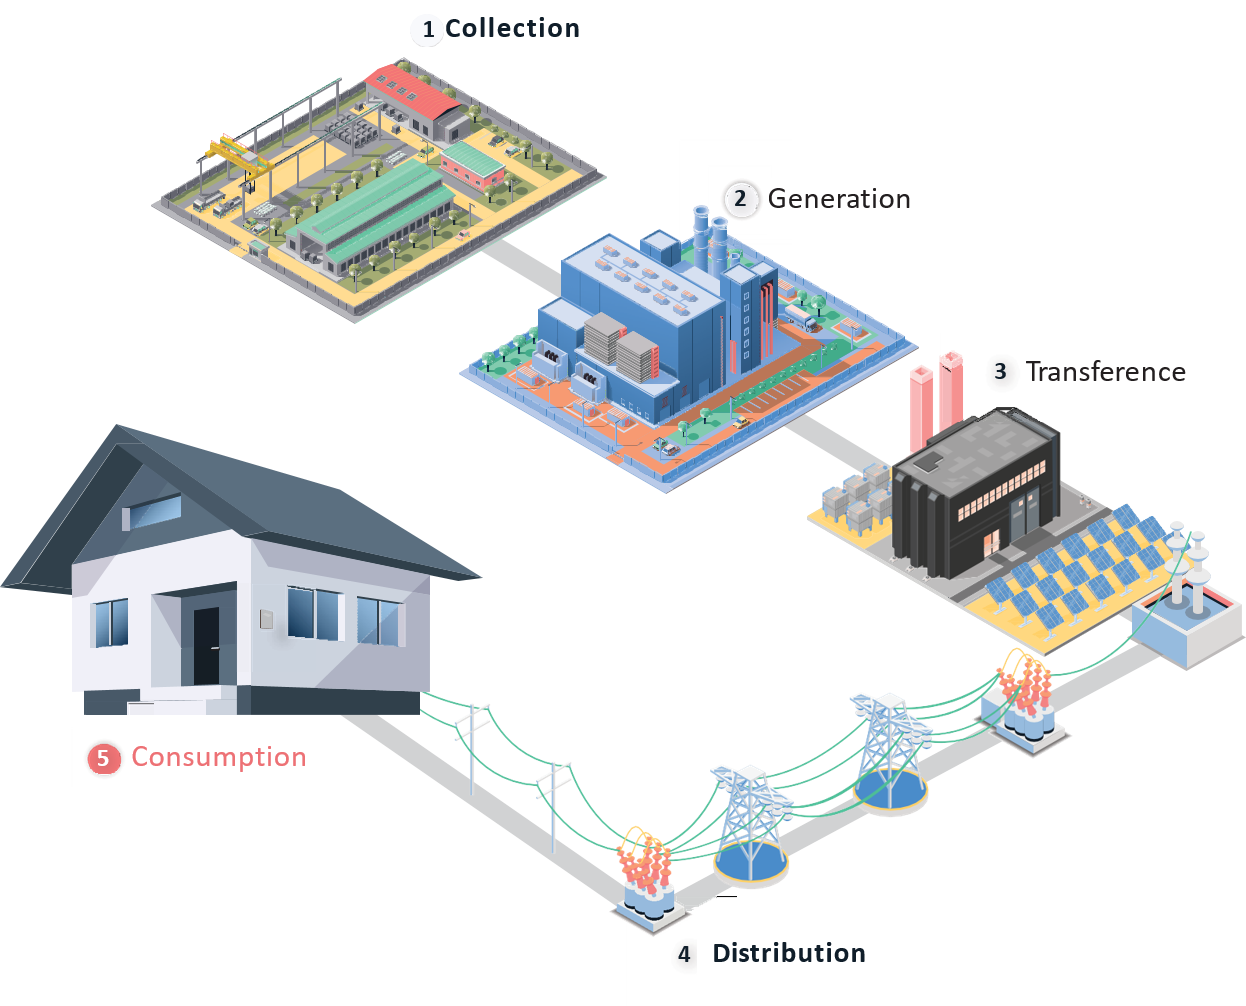 1 Collection
2 Generation
3 Transference
5 Consumption
4 Distribution